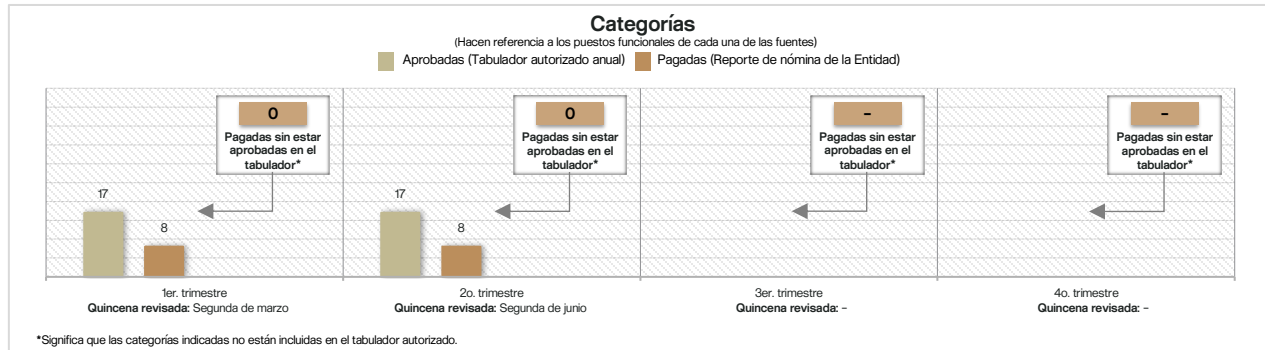 Categorías
(Hacen referencia a los puestos funcionales de cada una de las fuentes)
Aprobadas (Tabulador autorizado anual) Pagadas (Reporte de nómina de la Entidad)
0
Pagadas sin estar
aprobadas en el
tabulador*
17
8
1er. trimestre
Quincena revisada: Segunda de marzo
0
Pagadas sin estar
aprobadas en el
tabulador*
17
8
2o. trimestre
Quincena revisada: Segunda de junio
-
Pagadas sin estar
aprobadas en el
tabulador*
3er. trimestre
Quincena revisada: -
-
Pagadas sin estar
aprobadas en el
tabulador*
4o. trimestre
Quincena revisada: -
*Significa que las categorías indicadas no están incluidas en el tabulador autorizado.